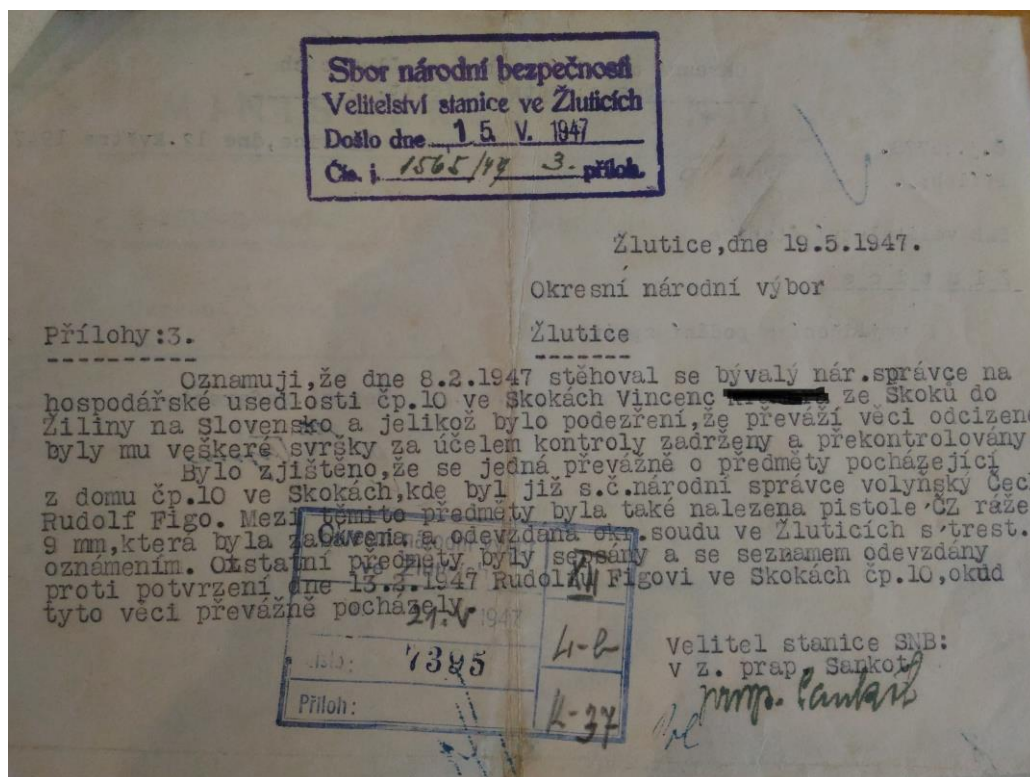 Sbor národní bezpečnosti
Velitelství stanice ve Žluticích
Došlo dne 15. V. 1947
Čís. j. 1565/47 3. příloh.
Žlutice,dne 19.5.1947.
Okresní národní výbor
Přílohy:3.
Žlutice
----------
-------
Oznamuji,že dne 8.2.1947 stěhoval se bývalý nár.správce na
hospodářské usedlosti čp.10 ve Skokách Vincenc ze Skoků do
Žiliny na Slovensko a jelikož bylo podezření,že převáží věci odcizené
byly mu veškeré svršky za účelem kontroly zadrženy a překontrolovány
Bylo zjištěno,že se jedná převážně o předměty pocházející
z domu čp.10 ve Skokách,kde byl již s.č.národní správce volyňský Čech
Rudolf Figo. Mezi těmito předměty byla také nalezena pistole ČZ ráže
9 mm,která byla zabavena a odevzdána okr.soudu ve Žluticích s trest.
oznámením. Ostatní předměty byly sepsány a se seznamem odevzdány
proti potvrzení dne 13.2.1947 Rudolfu Figovi ve Skokách čp.10,okud
tyto věci převážně pocházely.
21. V. 1947
7395
Příloh:
4-2
K-37
Velitel stanice SNB:
v z. prap. Sankot
prap. Sankot